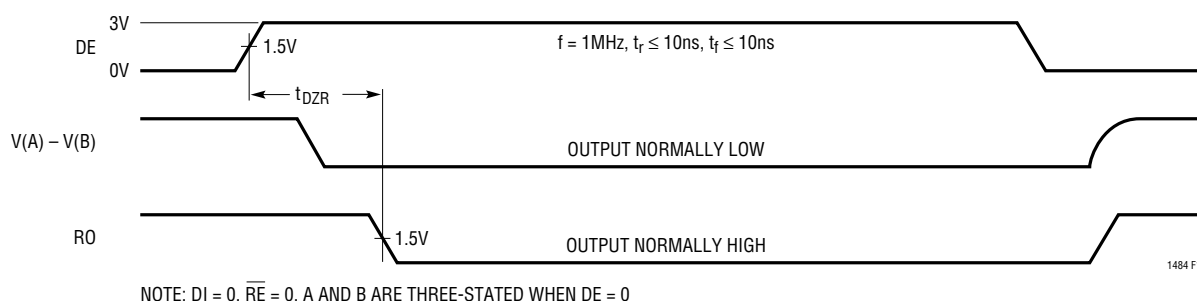 3V
DE
1.5V
f = 1MHz, tr ≤ 10ns, tf ≤ 10ns
0V
tDZR
V(A) – V(B)
OUTPUT NORMALLY LOW
RO
1.5V
OUTPUT NORMALLY HIGH
1484 F
NOTE: DI = 0, R̅E̅ = 0, A AND B ARE THREE-STATED WHEN DE = 0